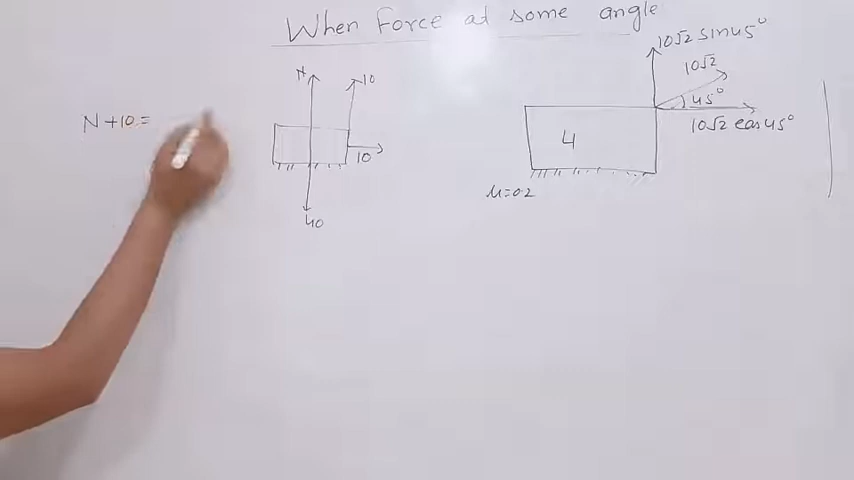 When Force at some angle
10√2 sin45°
N
10
10√2
45°
N+10=
10
4
10√2 cos45°
μ=0.2
40